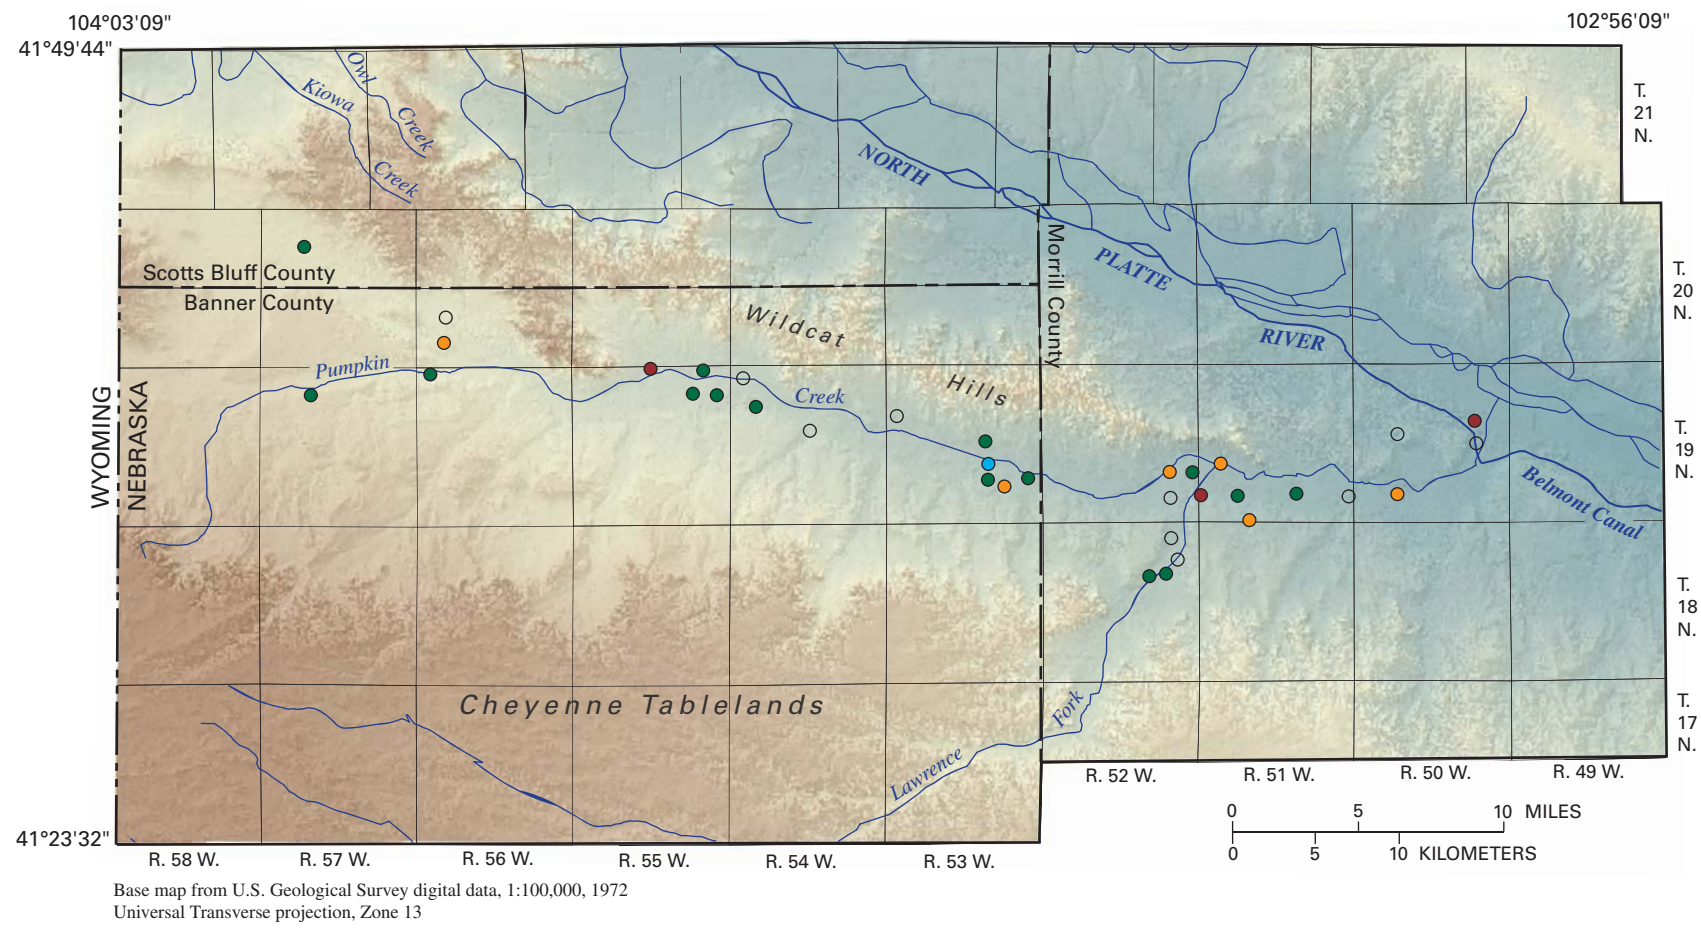 104°03'09"
102°56'09"
41°49'44"
Owl
Creek
Kiowa
Creek
T.
21
N.
NORTH
PLATTE
RIVER
Morrill County
Scotts Bluff County
Banner County
T.
20
N.
Wildcat
Hills
Pumpkin
Creek
WYOMING
NEBRASKA
T.
19
N.
Belmont Canal
T.
18
N.
Cheyenne Tablelands
Fork
Lawrence
T.
17
N.
R. 52 W.
R. 51 W.
R. 50 W.
R. 49 W.
0
5
10 MILES
0
5
10 KILOMETERS
41°23'32"
R. 58 W.
R. 57 W.
R. 56 W.
R. 55 W.
R. 54 W.
R. 53 W.
Base map from U.S. Geological Survey digital data, 1:100,000, 1972
Universal Transverse projection, Zone 13